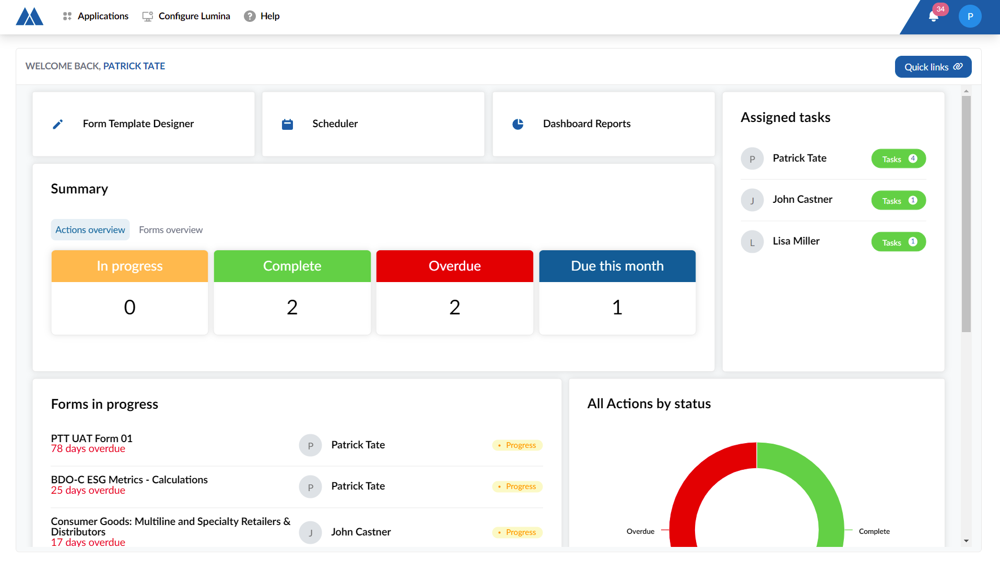 Applications
Configure Lumina
? Help
34
P
WELCOME BACK, PATRICK TATE
Quick links
Form Template Designer
Scheduler
Dashboard Reports
Assigned tasks
P Patrick Tate Tasks 4
J John Castner Tasks 1
L Lisa Miller Tasks 1
Summary
Actions overview Forms overview
In progress Complete Overdue Due this month
0 2 2 1
Forms in progress
PTT UAT Form 01
78 days overdue
P Patrick Tate
Progress
BDO-C ESG Metrics - Calculations
25 days overdue
P Patrick Tate
Progress
Consumer Goods: Multiline and Specialty Retailers &
Distributors
17 days overdue
J John Castner
Progress
All Actions by status
Overdue
Complete